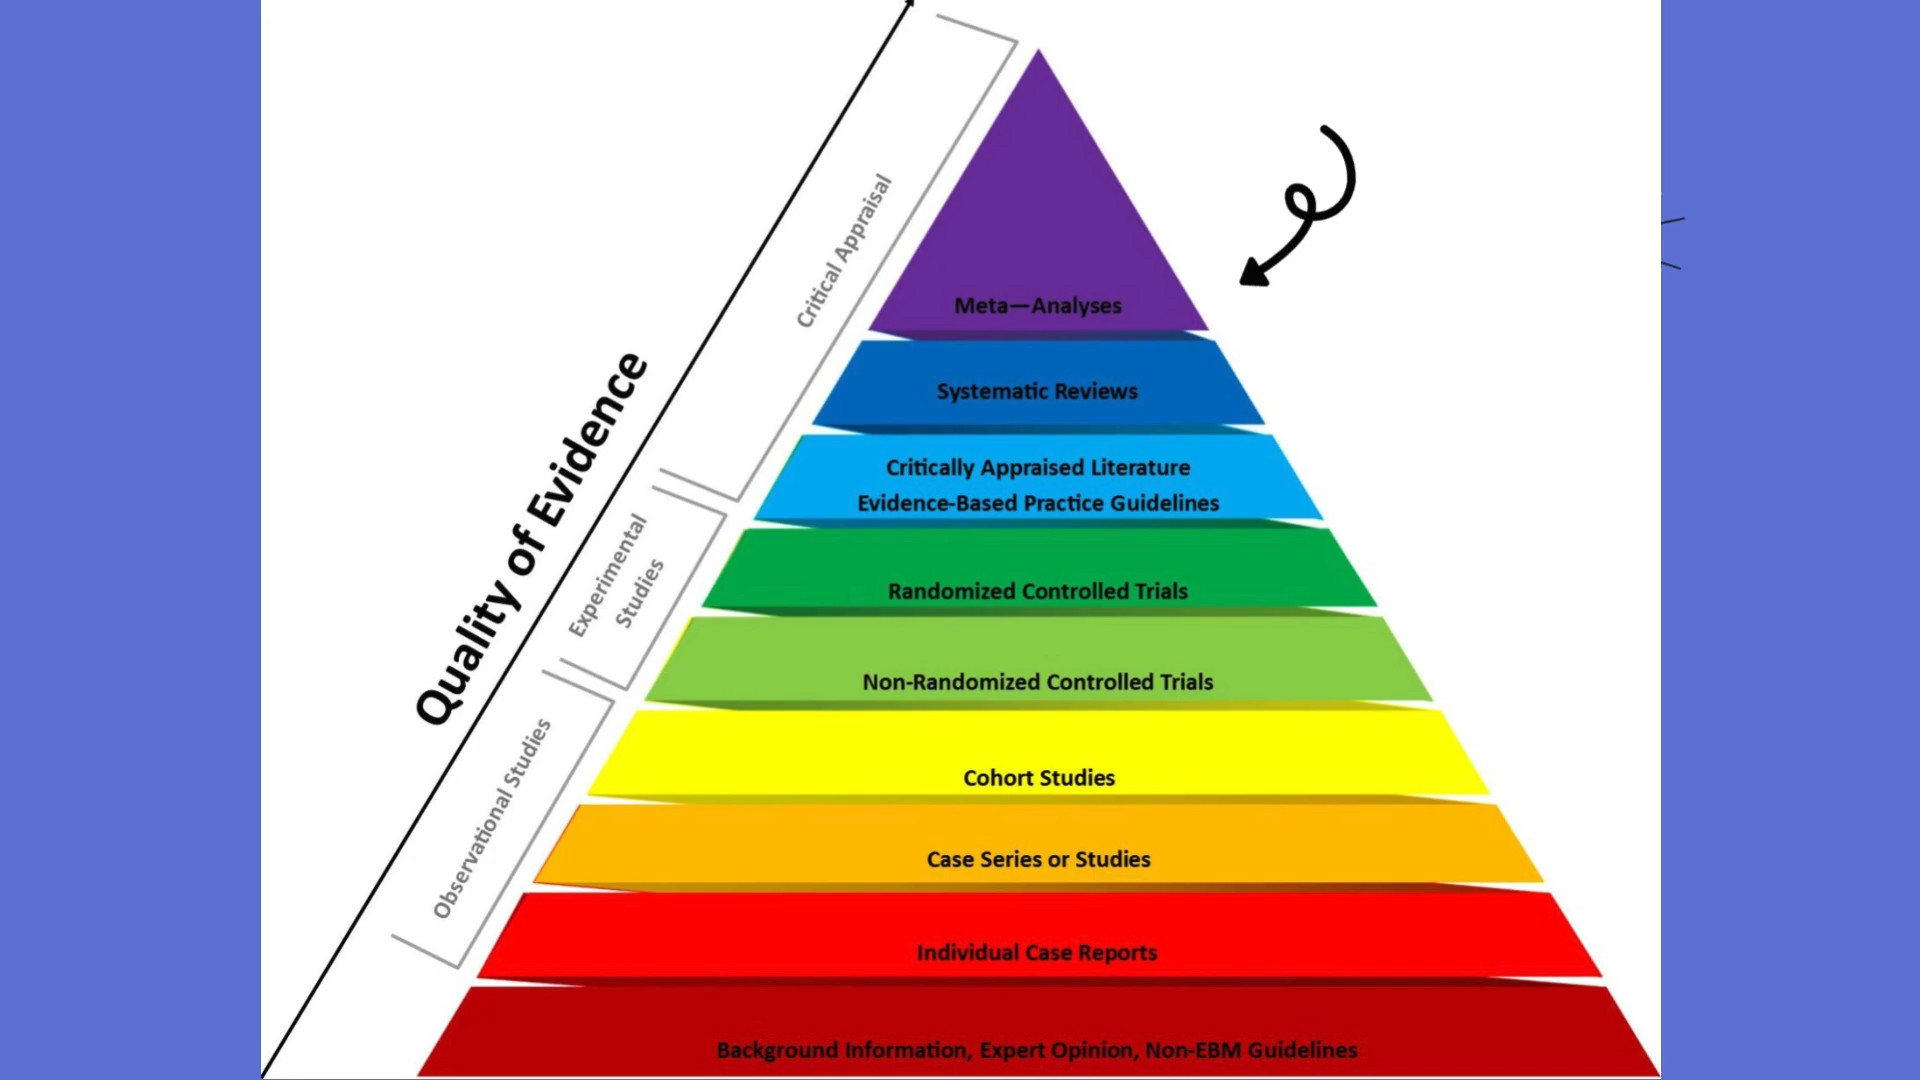 Quality of Evidence
Critical Appraisal
Experimental
Studies
Observational Studies
Meta—Analyses
Systematic Reviews
Critically Appraised Literature
Evidence-Based Practice Guidelines
Randomized Controlled Trials
Non-Randomized Controlled Trials
Cohort Studies
Case Series or Studies
Individual Case Reports
Background Information, Expert Opinion, Non-EBM Guidelines